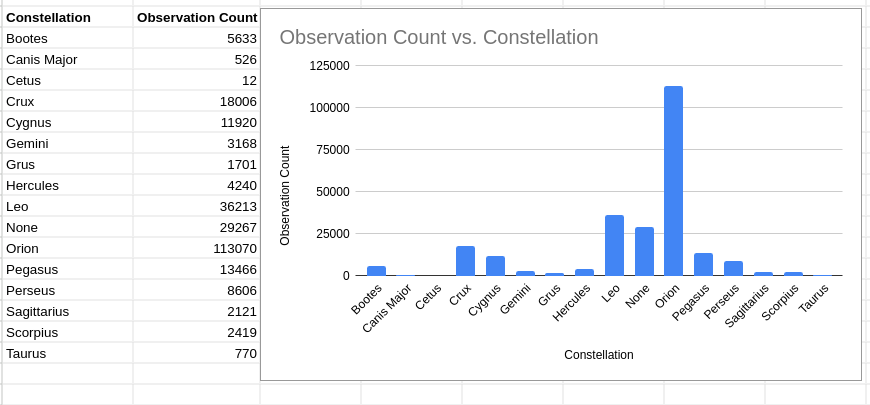 Constellation Observation Count
Bootes 5633
Canis Major 526
Cetus 12
Crux 18006
Cygnus 11920
Gemini 3168
Grus 1701
Hercules 4240
Leo 36213
None 29267
Orion 113070
Pegasus 13466
Perseus 8606
Sagittarius 2121
Scorpius 2419
Taurus 770
Observation Count vs. Constellation
125000
100000
75000
50000
25000
0
Observation Count
Bootes
Canis Major
Cetus
Crux
Cygnus
Gemini
Grus
Hercules
Leo
None
Orion
Pegasus
Perseus
Sagittarius
Scorpius
Taurus
Constellation